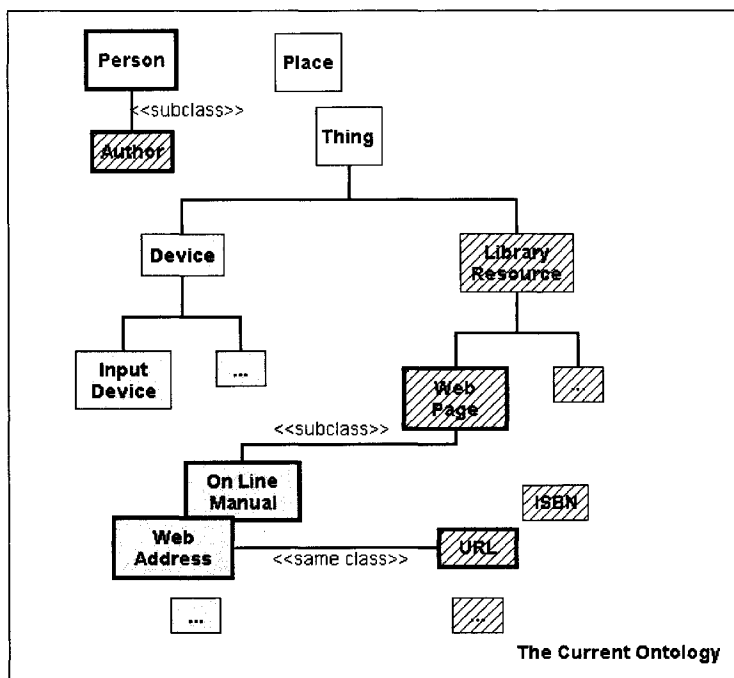 Person
Place
<<subclass>>
Thing
Author
Device
Library
Resource
Input
Device
...
Web
Page
...
<<subclass>>
On Line
Manual
ISBN
Web
Address
<<same class>>
URL
...
...
The Current Ontology